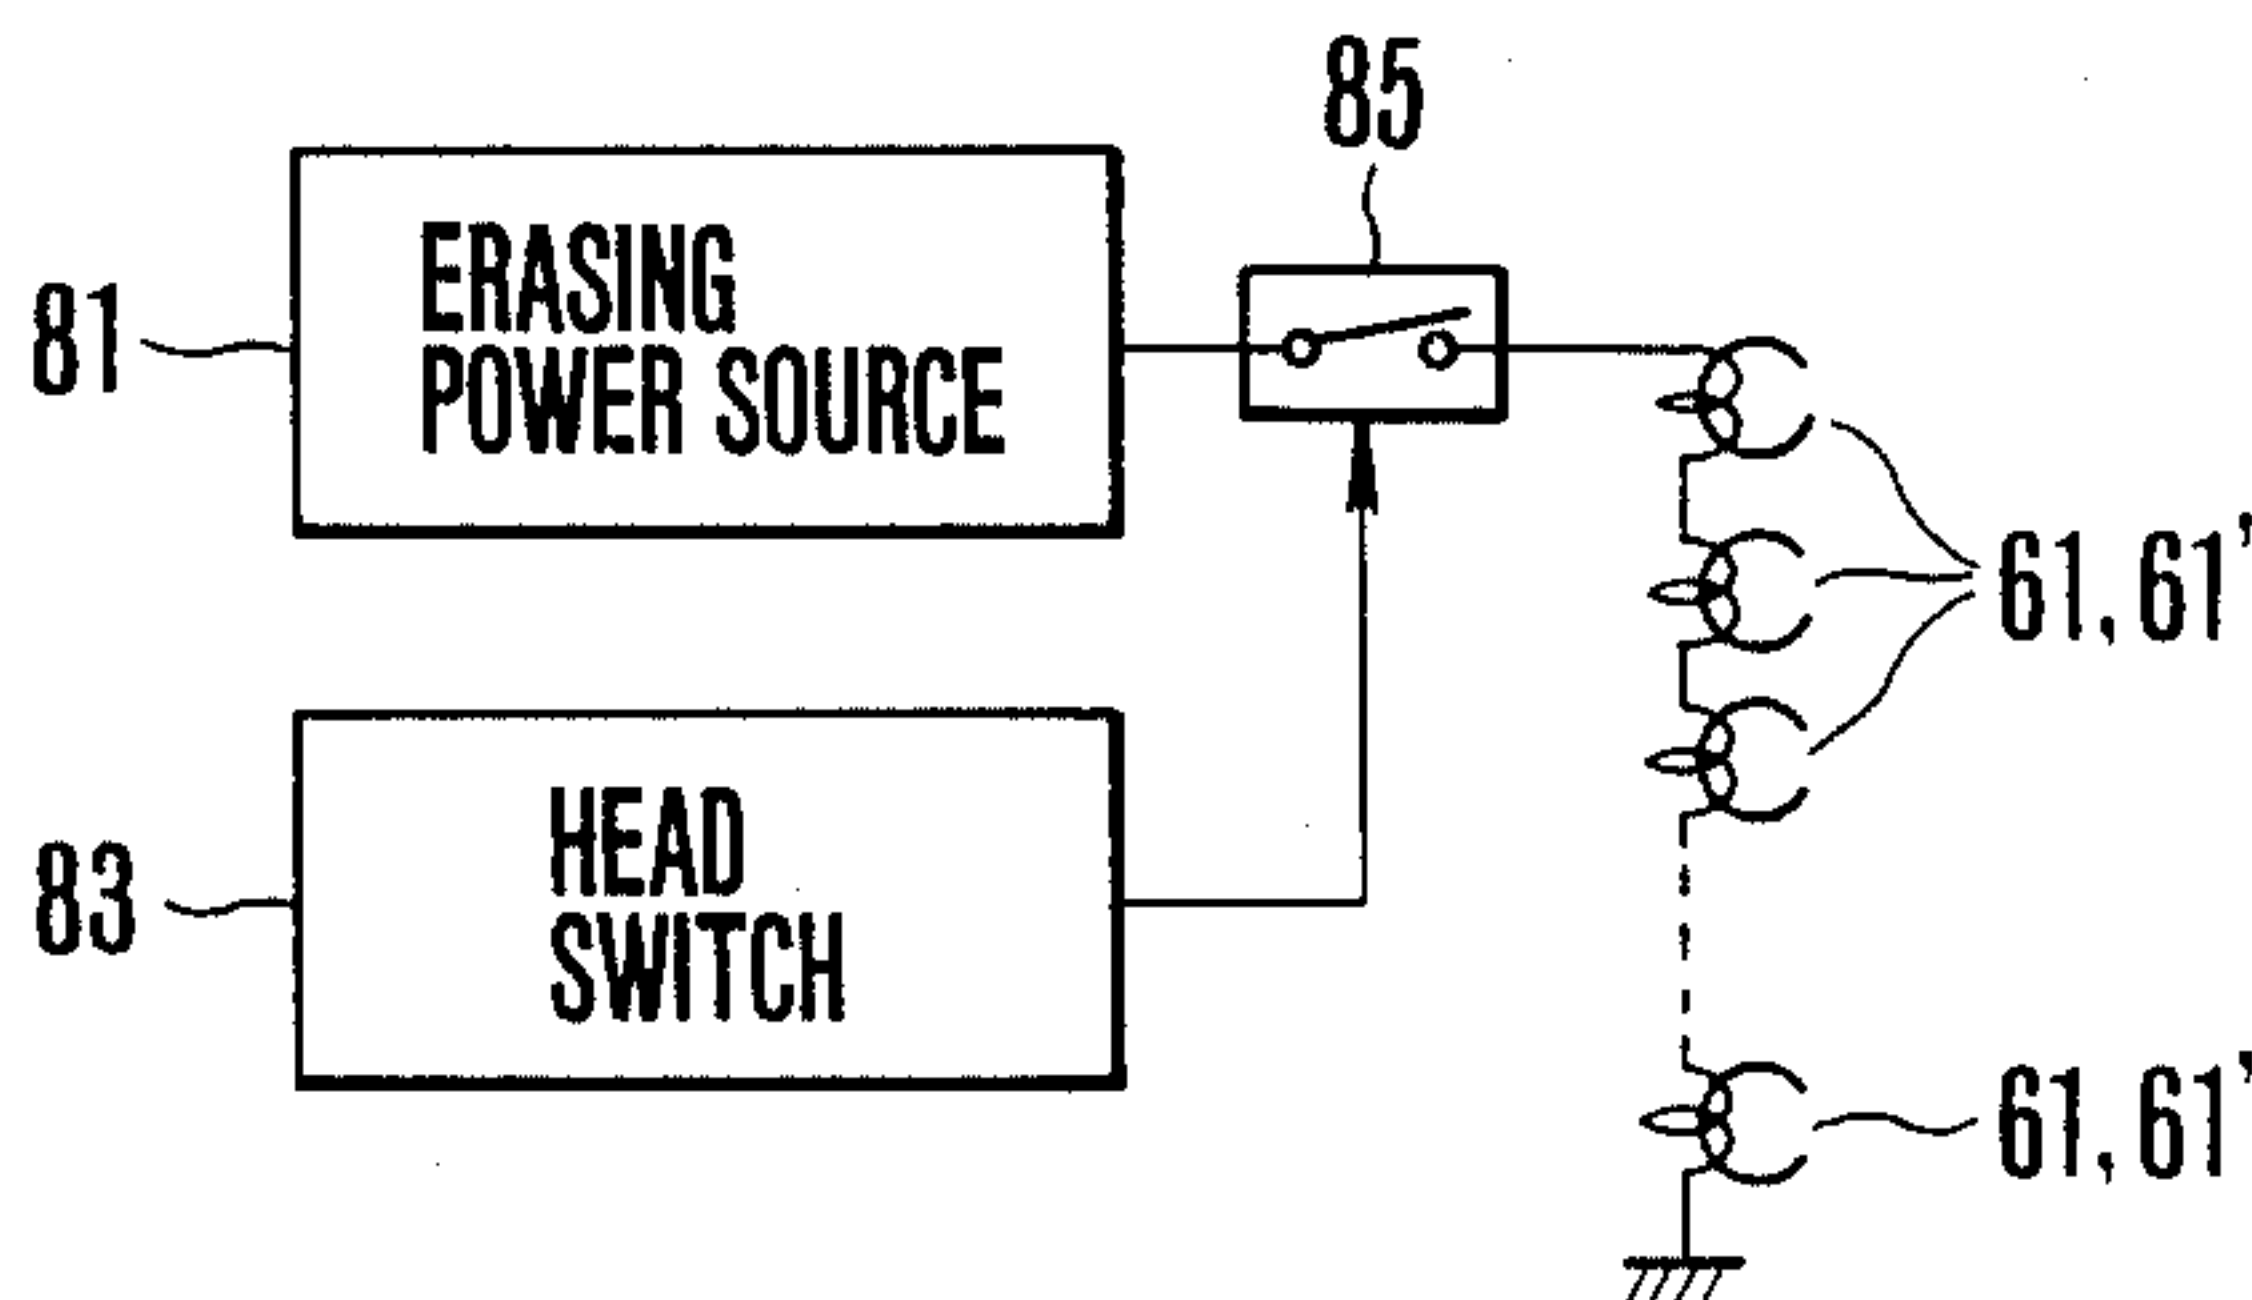 85
ERASING
POWER SOURCE
81
61, 61'
HEAD
SWITCH
83
61, 61'